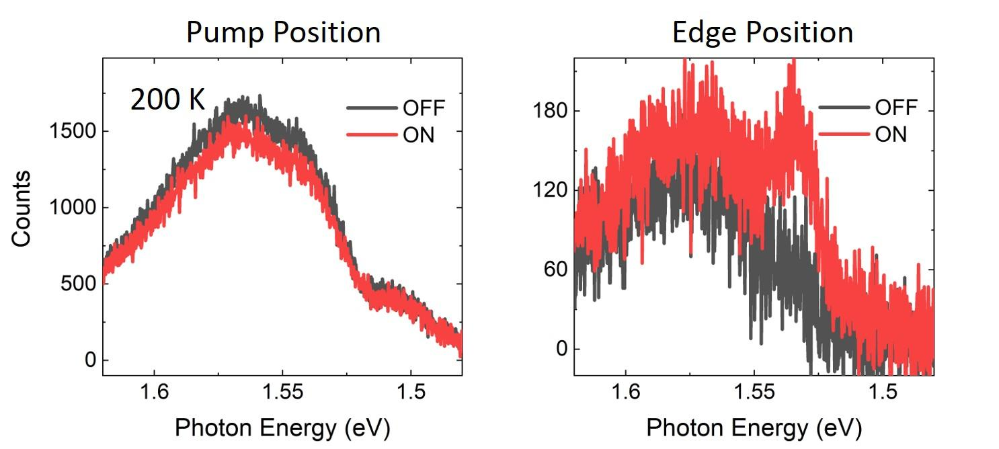 Pump Position
200 K
OFF
ON
1500
1000
500
0
Counts
1.6
1.55
1.5
Photon Energy (eV)
Edge Position
OFF
ON
180
120
60
0
1.6
1.55
1.5
Photon Energy (eV)